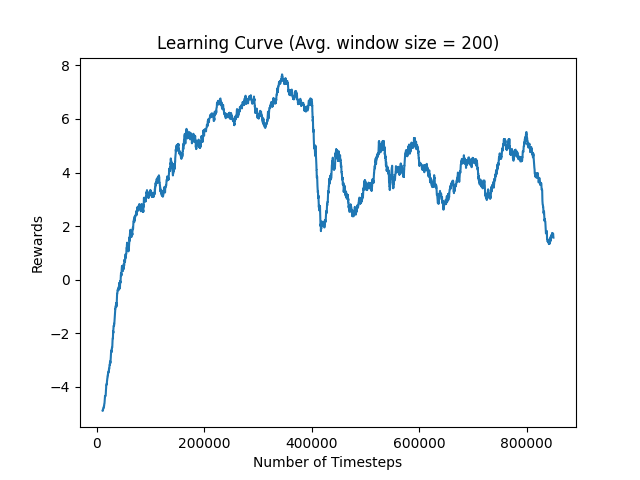 Learning Curve (Avg. window size = 200)
8
6
4
2
0
−2
−4
Rewards
0 200000 400000 600000 800000
Number of Timesteps